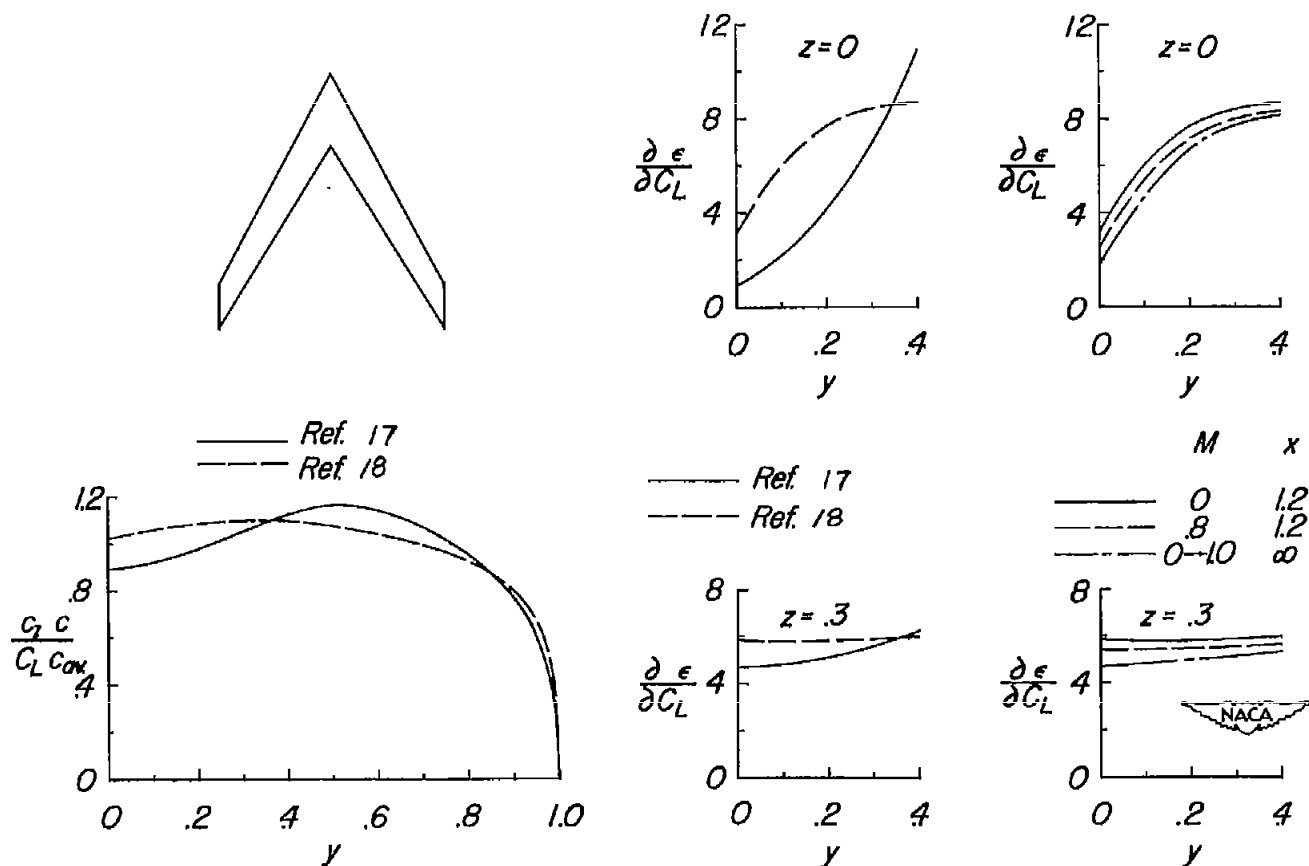 12
8
4
0
∂ε
∂C_L
z=0
0 .2 .4
y
12
8
4
0
∂ε
∂C_L
z=0
0 .2 .4
y
Ref. 17
Ref. 18
1.2
.8
.4
0
c_l c
C_L c_av.
0 .2 .4 .6 .8 1.0
y
Ref. 17
Ref. 18
8
4
0
∂ε
∂C_L
z=.3
0 .2 .4
y
M x
0 1.2
.8 1.2
0→1.0 ∞
8
4
0
∂ε
∂C_L
z=.3
NACA
0 .2 .4
y